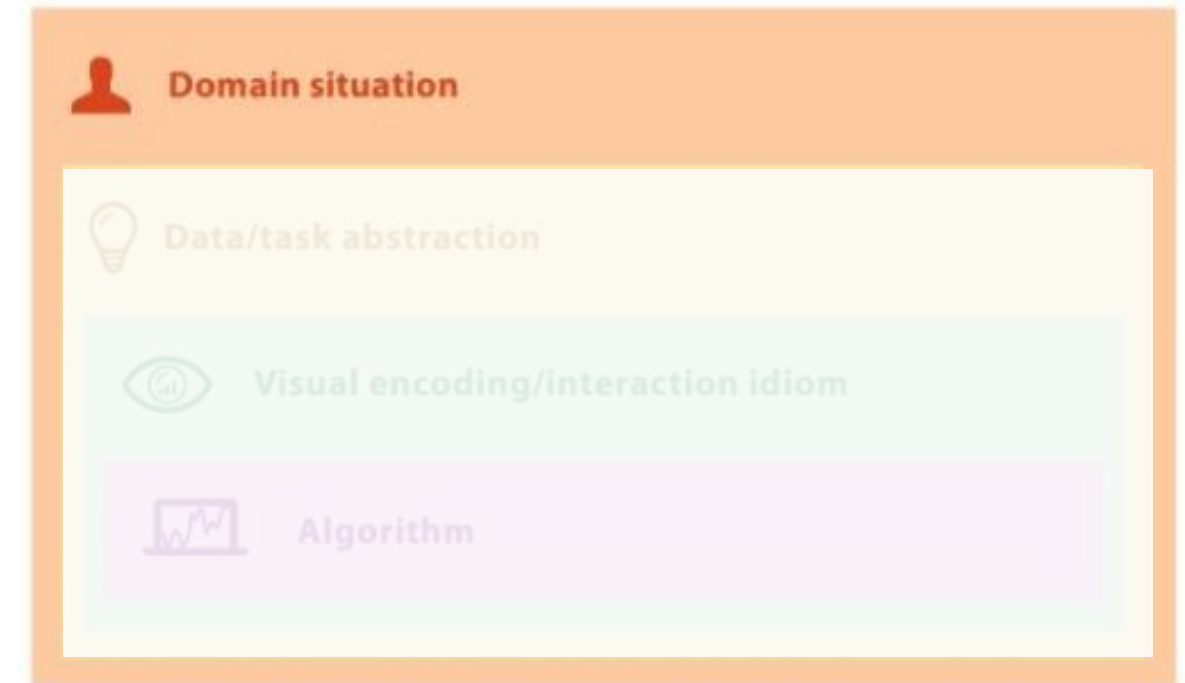 Domain situation
Data/task abstraction
Visual encoding/interaction idiom
Algorithm